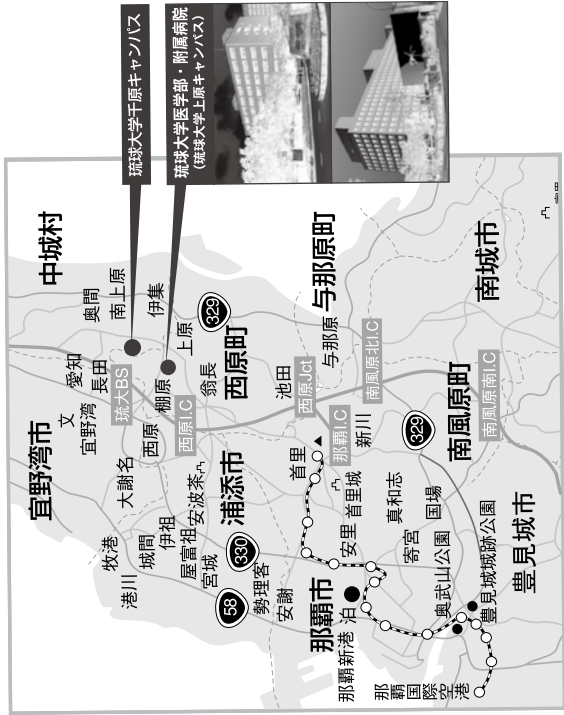 琉球大学千原キャンパス
琉球大学医学部・附属病院
(琉球大学上原キャンパス)
中城村
奥間
南上原
伊集
上原
329
与那原町
与那原
南城市
愛知
長田
琉大BS
棚原
翁長
西原町
池田
西原Jct
南風原北I.C
文
宜野湾
西原
西原I.C
那覇I.C
新川
329
南風原町
南風原南I.C
宜野湾市
大謝名
安波茶
浦添市
首里
首里城
真和志
国場
牧港
城間
伊祖
屋富祖
宮城
330
安里
寄宮
奥武山公園
豊見城城跡公園
豊見城市
港川
58
勢理客
安謝
那覇市
泊
那覇新港
那覇国際空港